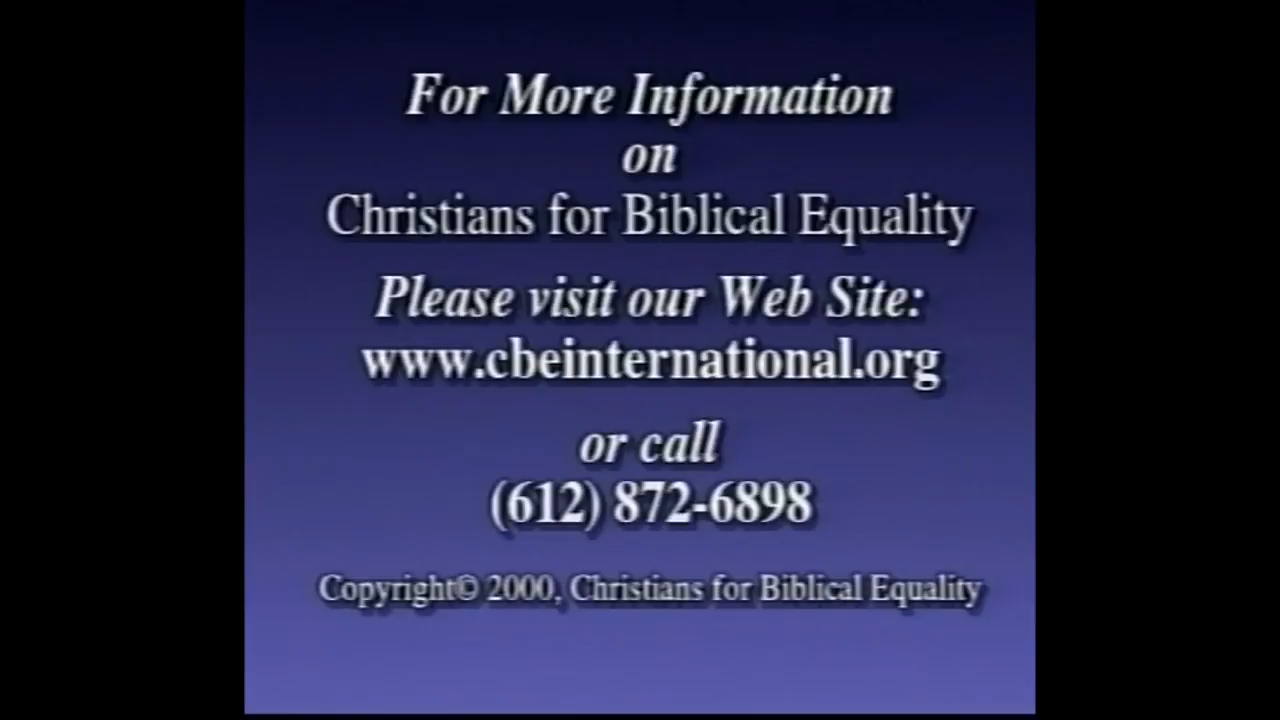 For More Information
on
Christians for Biblical Equality
Please visit our Web Site:
www.cbeinternational.org
or call
(612) 872-6898
Copyright© 2000, Christians for Biblical Equality